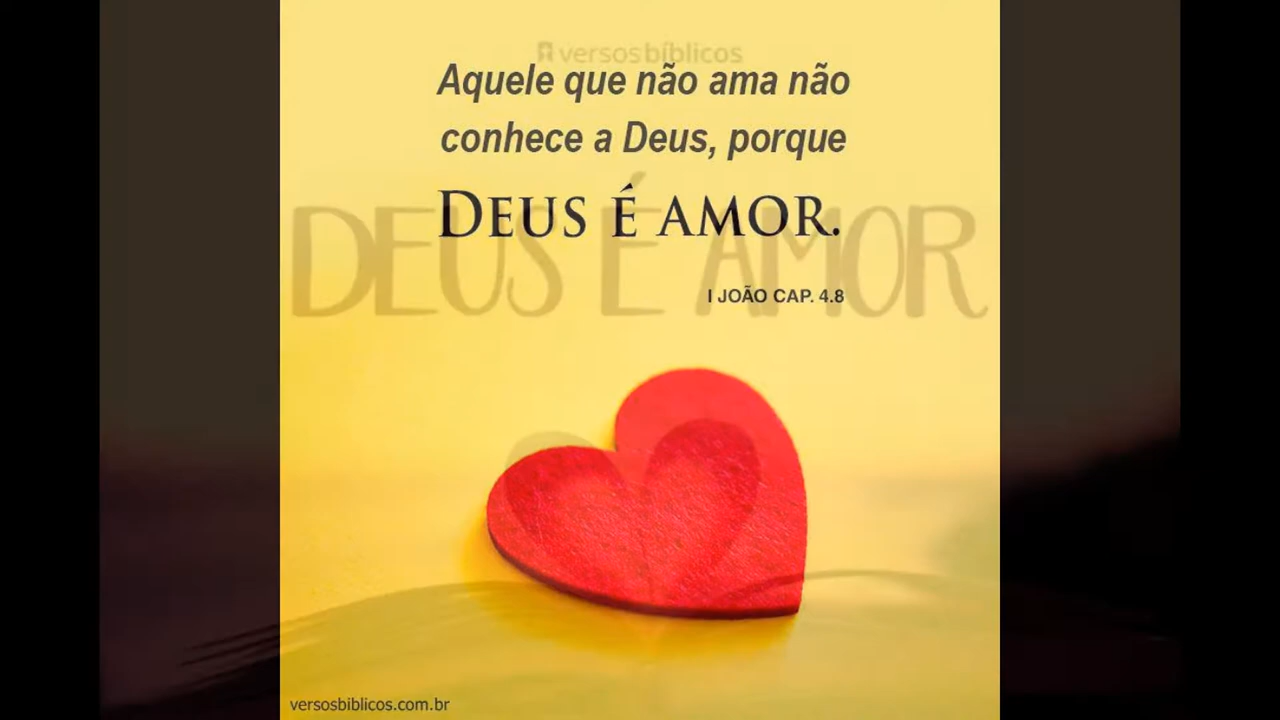 versosbíblicos
Aquele que não ama não
conhece a Deus, porque
DEUS É AMOR.
DEUS É AMOR
I JOÃO CAP. 4.8
versosbiblicos.com.br